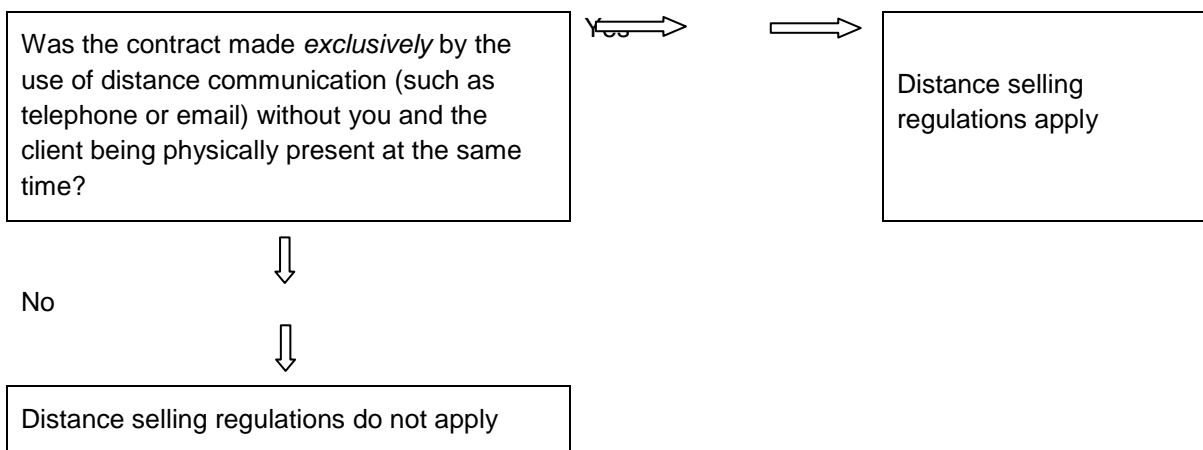 Was the contract made exclusively by the
use of distance communication (such as
telephone or email) without you and the
client being physically present at the same
time?
Yes
Distance selling
regulations apply
No
Distance selling regulations do not apply